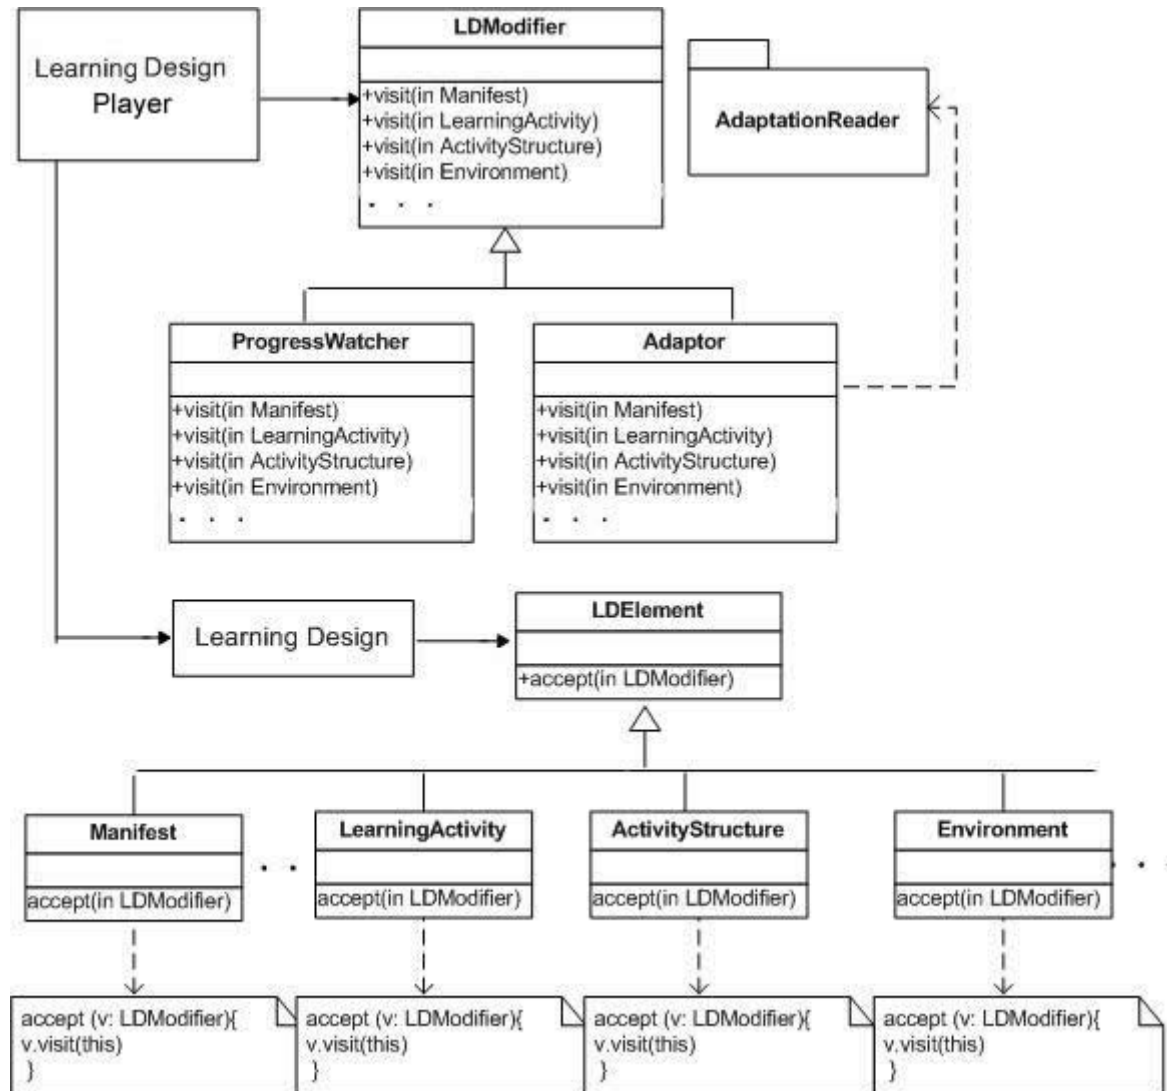 Learning Design
Player
LDModifier
+visit(in Manifest)
+visit(in LearningActivity)
+visit(in ActivityStructure)
+visit(in Environment)
. . .
AdaptationReader
ProgressWatcher
+visit(in Manifest)
+visit(in LearningActivity)
+visit(in ActivityStructure)
+visit(in Environment)
. . .
Adaptor
+visit(in Manifest)
+visit(in LearningActivity)
+visit(in ActivityStructure)
+visit(in Environment)
. . .
Learning Design
LDElement
+accept(in LDModifier)
Manifest
accept(in LDModifier)
. .
LearningActivity
accept(in LDModifier)
ActivityStructure
accept(in LDModifier)
Environment
accept(in LDModifier)
. . .
accept (v: LDModifier){
v.visit(this)
}
accept (v: LDModifier){
v.visit(this)
}
accept (v: LDModifier){
v.visit(this)
}
accept (v: LDModifier){
v.visit(this)
}